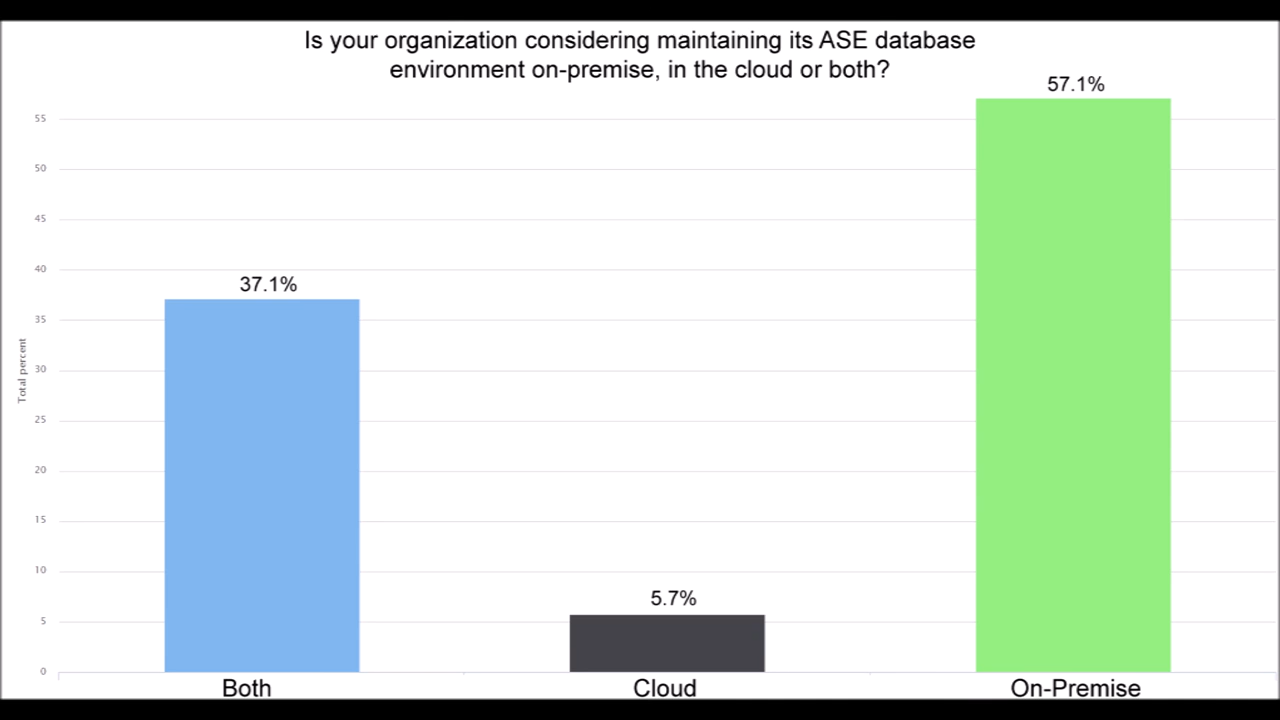 Is your organization considering maintaining its ASE database
environment on-premise, in the cloud or both?
57.1%
55
50
45
40
37.1%
35
Total percent
30
25
20
15
10
5.7%
5
0
Both
Cloud
On-Premise